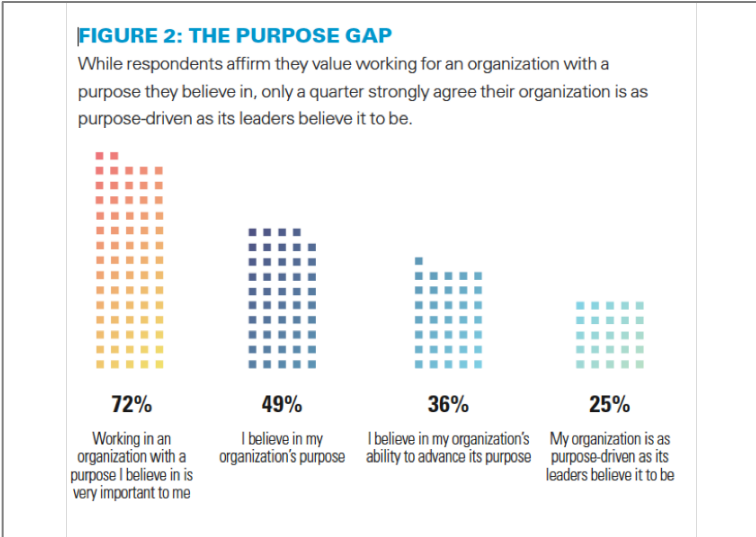 FIGURE 2: THE PURPOSE GAP
While respondents affirm they value working for an organization with a
purpose they believe in, only a quarter strongly agree their organization is as
purpose-driven as its leaders believe it to be.
72%
Working in an
organization with a
purpose I believe in is
very important to me
49%
I believe in my
organization's purpose
36%
I believe in my organization's
ability to advance its purpose
25%
My organization is as
purpose-driven as its
leaders believe it to be